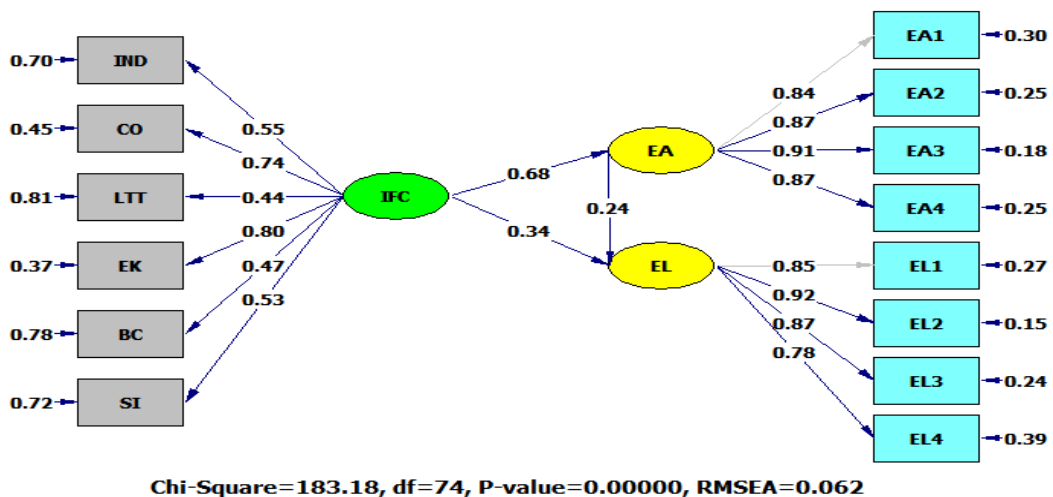 0.70 IND
0.45 CO
0.81 LTT
0.37 EK
0.78 BC
0.72 SI
0.55
0.74
0.44
0.80
0.47
0.53
IFC
0.68
0.34
EA
0.24
EL
0.84
0.87
0.91
0.87
0.85
0.92
0.87
0.78
EA1 0.30
EA2 0.25
EA3 0.18
EA4 0.25
EL1 0.27
EL2 0.15
EL3 0.24
EL4 0.39
Chi-Square=183.18, df=74, P-value=0.00000, RMSEA=0.062